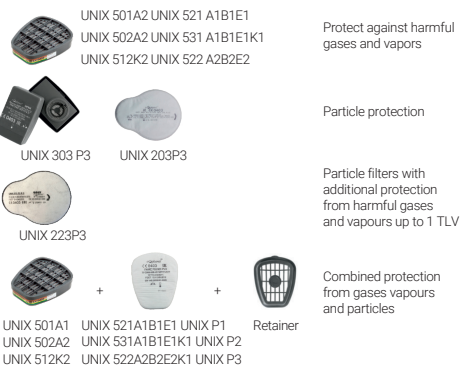 UNIX 501A2 UNIX 521 A1B1E1
UNIX 502A2 UNIX 531 A1B1E1K1
UNIX 512K2 UNIX 522 A2B2E2
Protect against harmful
gases and vapors
UNIX 303 P3
UNIX 203P3
Particle protection
UNIX 223P3
Particle filters with
additional protection
from harmful gases
and vapours up to 1 TLV
+
+
UNIX 501A1 UNIX 521A1B1E1 UNIX P1
UNIX 502A2 UNIX 531A1B1E1K1 UNIX P2
UNIX 512K2 UNIX 522A2B2E2K1 UNIX P3
Retainer
Combined protection
from gases vapours
and particles